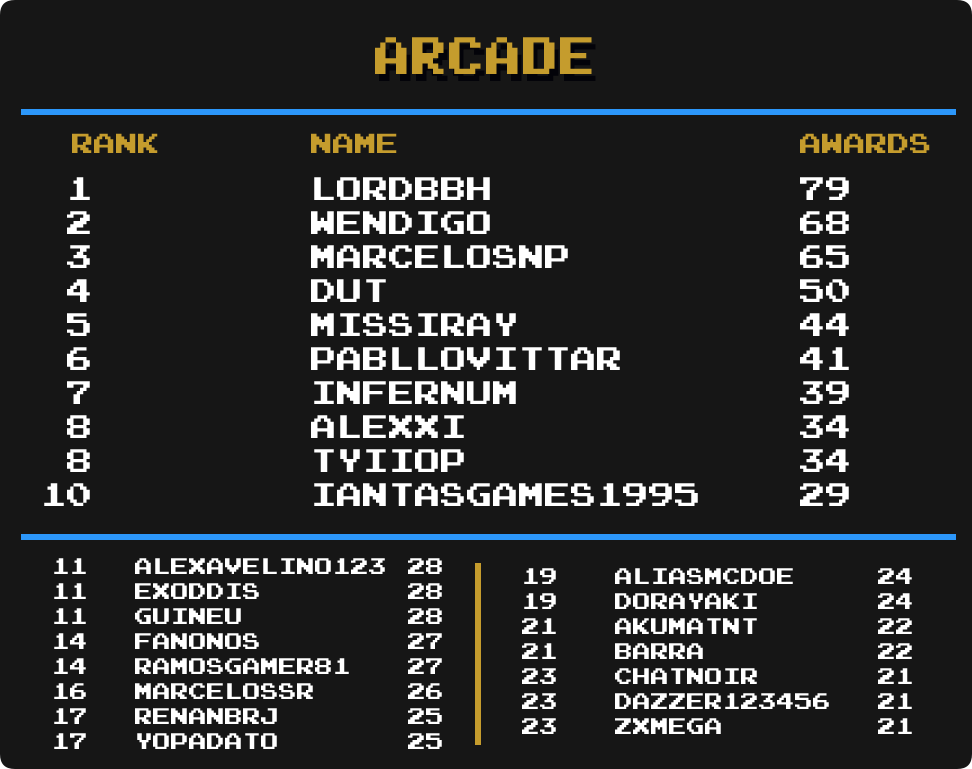 ARCADE
RANK NAME AWARDS
1 LORDBBH 79
2 WENDIGO 68
3 MARCELOSNP 65
4 DUT 50
5 MISSIRAY 44
6 PABLLOVITTAR 41
7 INFERNUM 39
8 ALEXXI 34
8 TYIIOP 34
10 IANTASGAMES1995 29
11 ALEXAVELINO123 28
11 EXODDIS 28
11 GUINEU 28
14 FANONOS 27
14 RAMOSGAMER81 27
16 MARCELOSSR 26
17 RENANBRJ 25
17 YOPADATO 25
19 ALIASMCDOE 24
19 DORAYAKI 24
21 AKUMATNT 22
21 BARRA 22
23 CHATNOIR 21
23 DAZZER123456 21
23 ZXMEGA 21